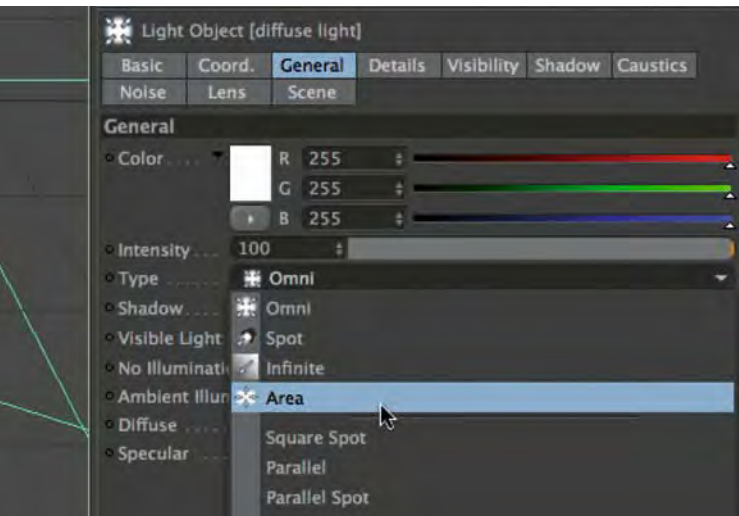 Light Object [diffuse light]
Basic Coord. General Details Visibility Shadow Caustics
Noise Lens Scene
General
Color R 255
G 255
B 255
Intensity 100
Type Omni
Shadow Omni
Visible Light Spot
No Illuminati Infinite
Ambient Illun Area
Diffuse
Square Spot
Specular
Parallel
Parallel Spot